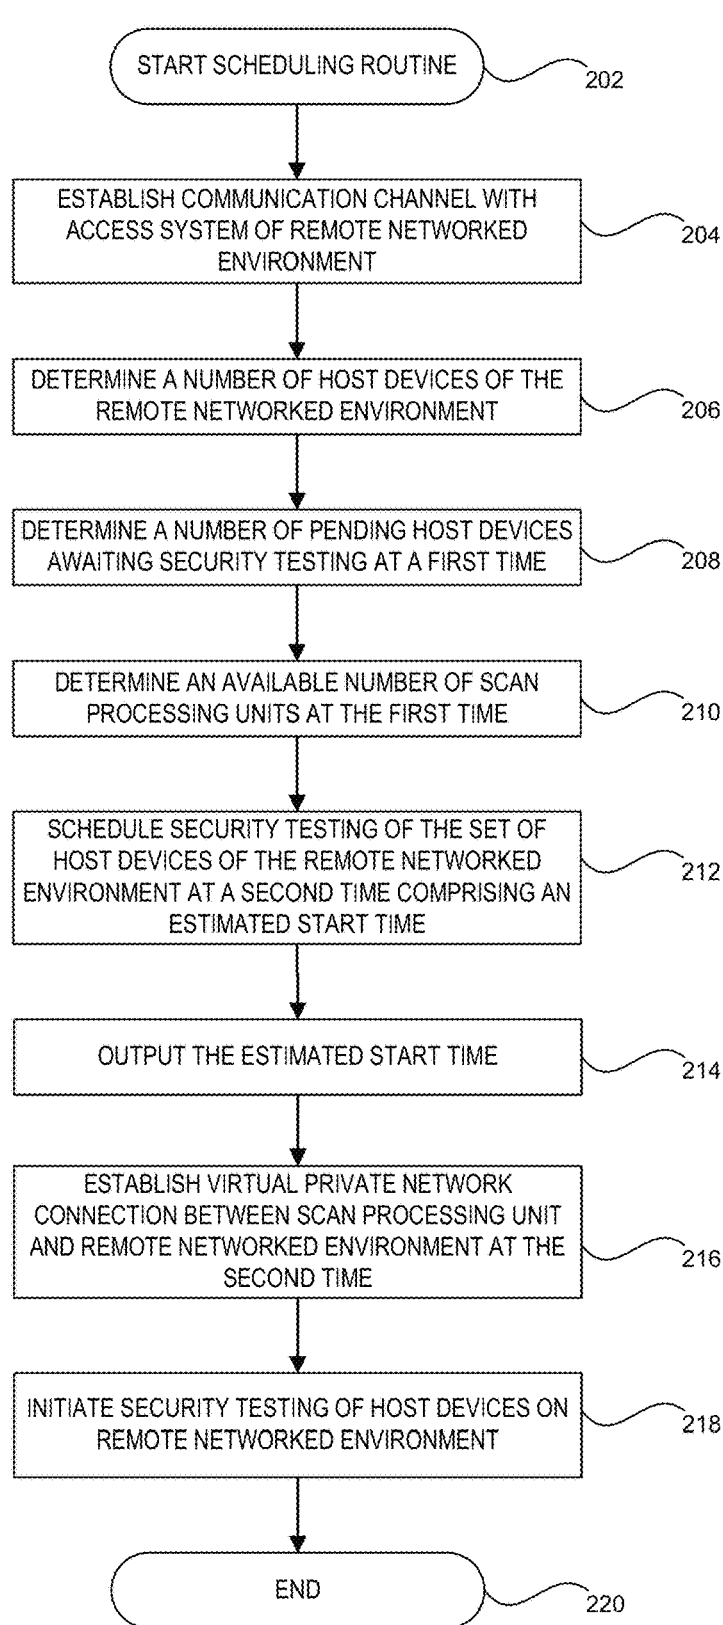 START SCHEDULING ROUTINE
202
ESTABLISH COMMUNICATION CHANNEL WITH
ACCESS SYSTEM OF REMOTE NETWORKED
ENVIRONMENT
204
DETERMINE A NUMBER OF HOST DEVICES OF THE
REMOTE NETWORKED ENVIRONMENT
206
DETERMINE A NUMBER OF PENDING HOST DEVICES
AWAITING SECURITY TESTING AT A FIRST TIME
208
DETERMINE AN AVAILABLE NUMBER OF SCAN
PROCESSING UNITS AT THE FIRST TIME
210
SCHEDULE SECURITY TESTING OF THE SET OF
HOST DEVICES OF THE REMOTE NETWORKED
ENVIRONMENT AT A SECOND TIME COMPRISING AN
ESTIMATED START TIME
212
OUTPUT THE ESTIMATED START TIME
214
ESTABLISH VIRTUAL PRIVATE NETWORK
CONNECTION BETWEEN SCAN PROCESSING UNIT
AND REMOTE NETWORKED ENVIRONMENT AT THE
SECOND TIME
216
INITIATE SECURITY TESTING OF HOST DEVICES ON
REMOTE NETWORKED ENVIRONMENT
218
END
220